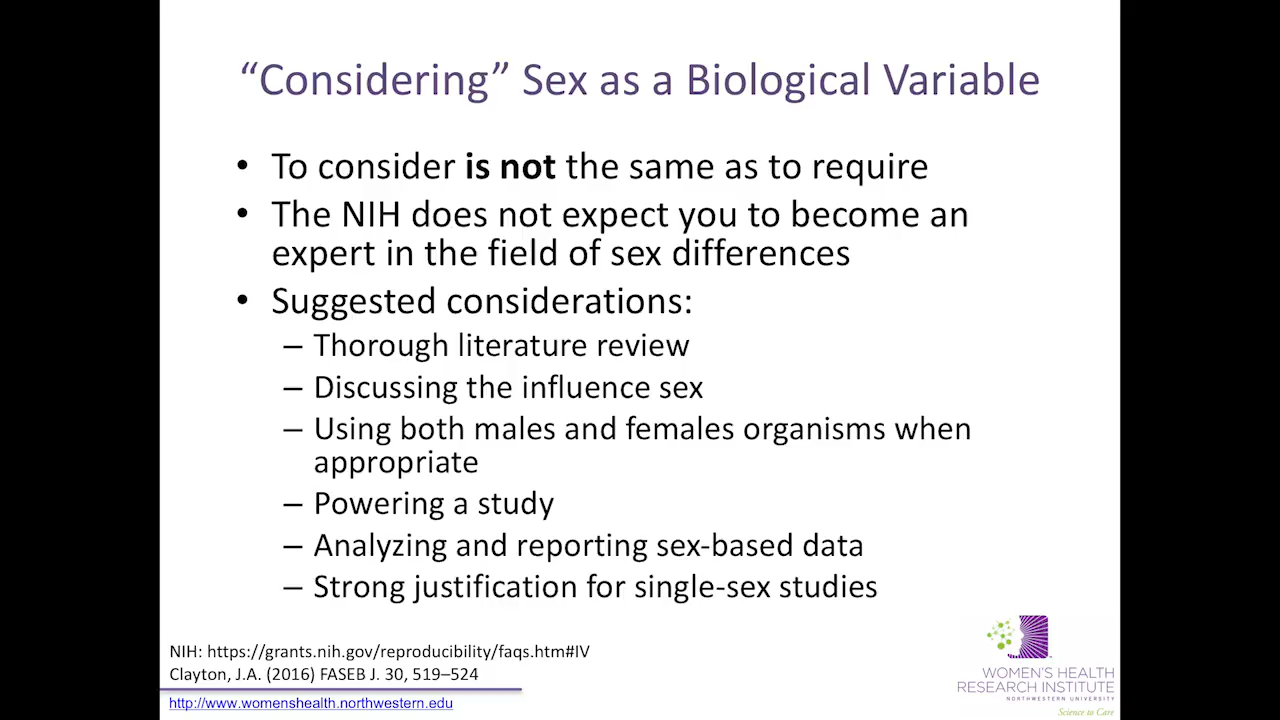 “Considering” Sex as a Biological Variable
• To consider is not the same as to require
• The NIH does not expect you to become an
expert in the field of sex differences
• Suggested considerations:
– Thorough literature review
– Discussing the influence sex
– Using both males and females organisms when
appropriate
– Powering a study
– Analyzing and reporting sex-based data
– Strong justification for single-sex studies
NIH: https://grants.nih.gov/reproducibility/faqs.htm#IV
Clayton, J.A. (2016) FASEB J. 30, 519–524
http://www.womenshealth.northwestern.edu
WOMEN'S HEALTH
RESEARCH INSTITUTE
NORTHWESTERN UNIVERSITY
Science to Care